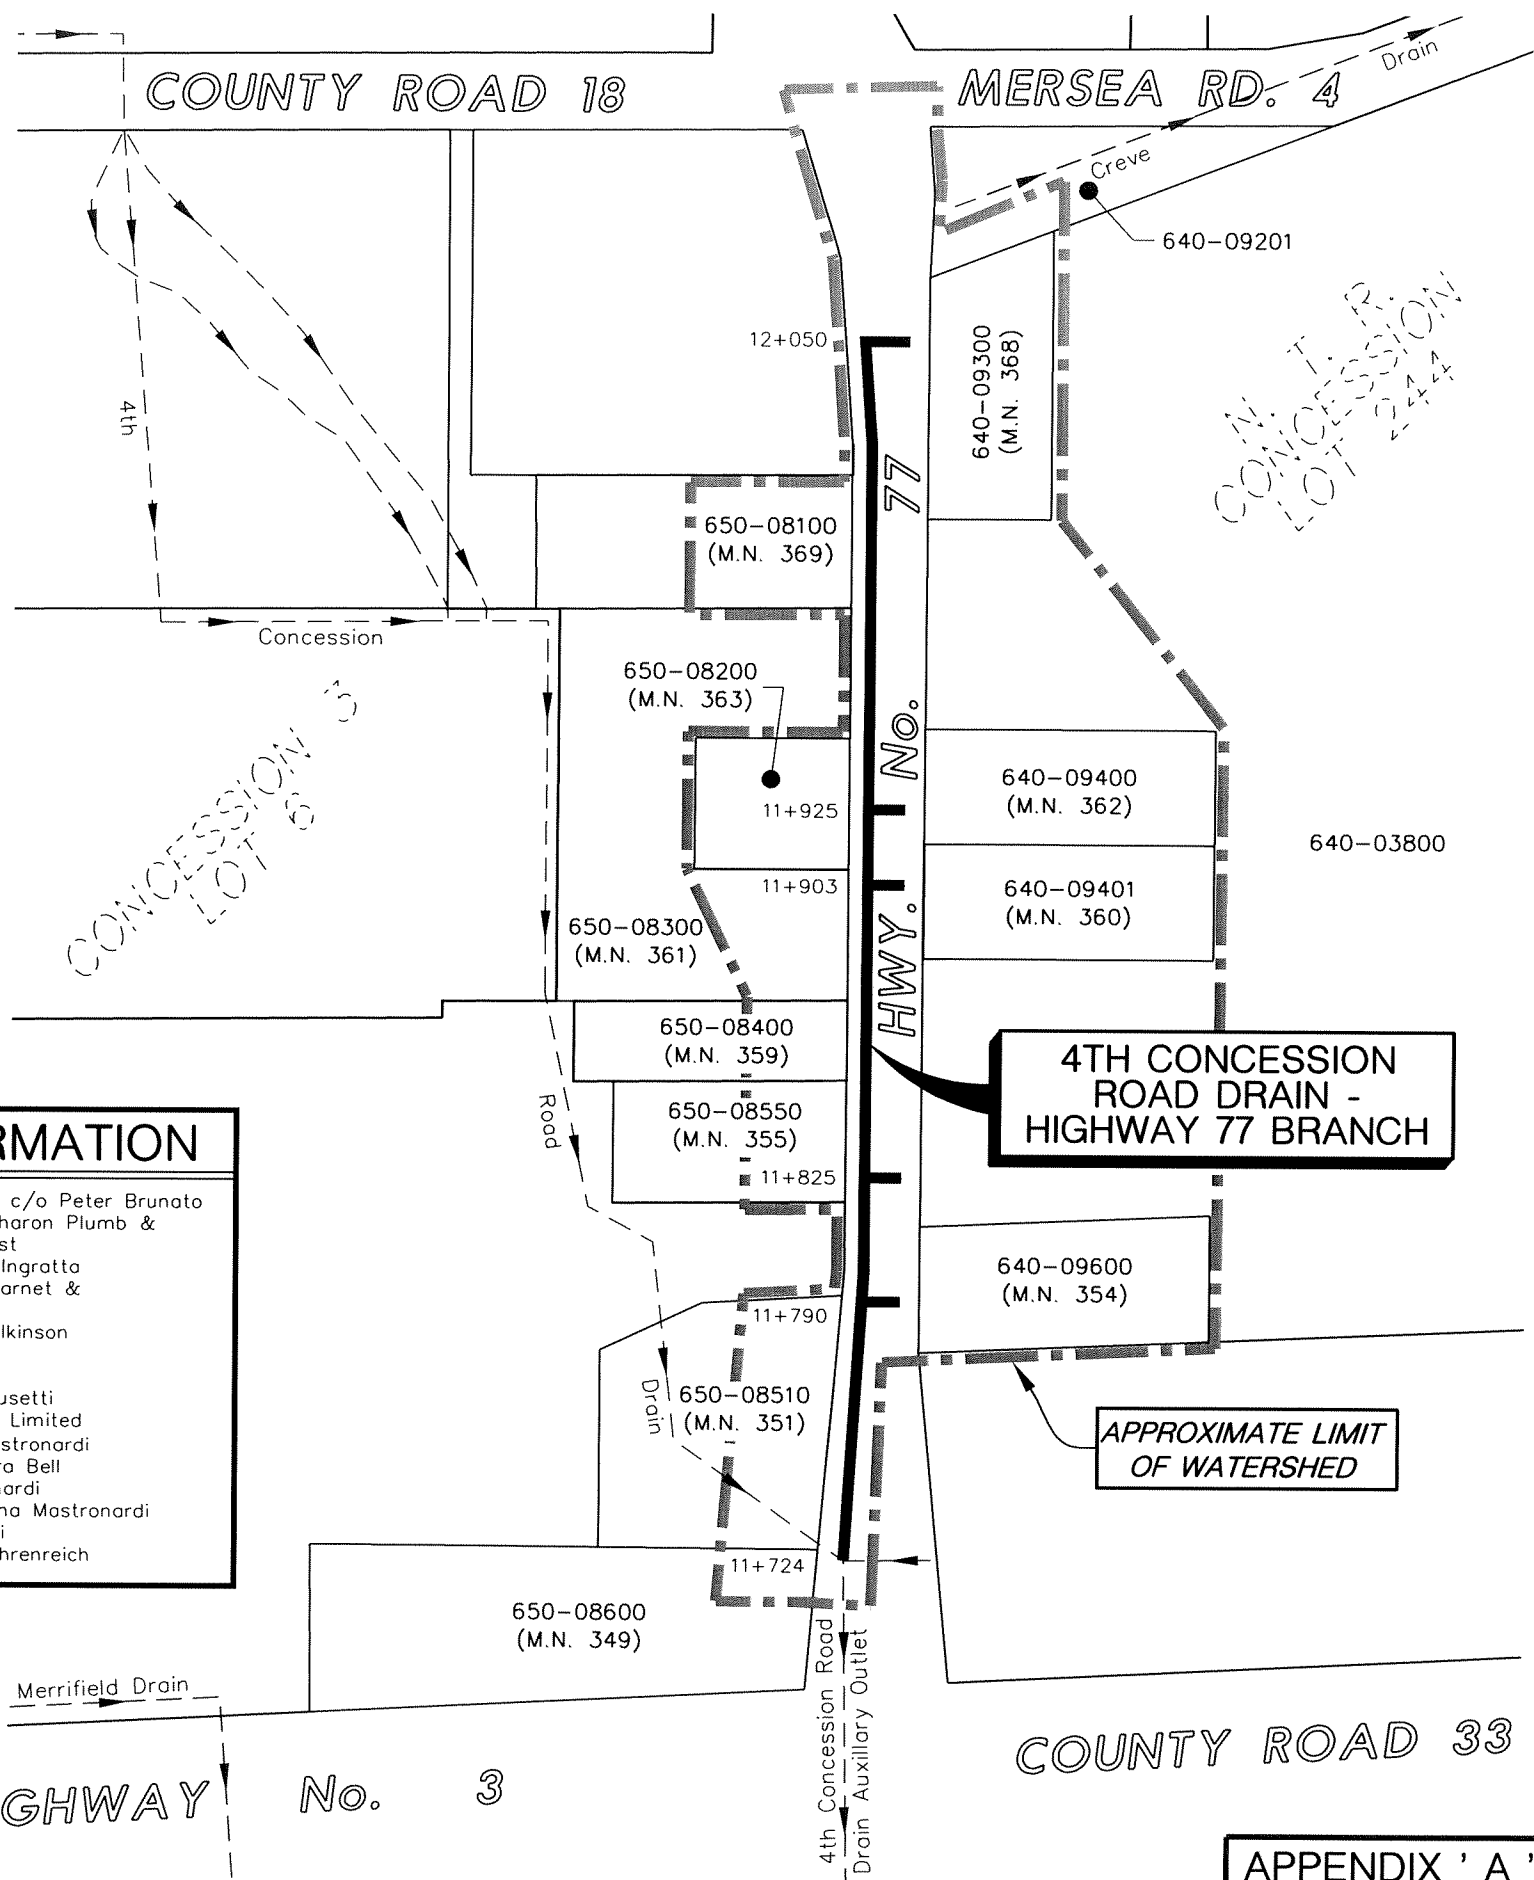 COUNTY ROAD 18
MERSEA RD. 4
Drain
Creve
640-09201
N. T. R.
CONCESSION
LOT 244
12+050
640-09300
(M.N. 368)
4th
77
650-08100
(M.N. 369)
Concession
650-08200
(M.N. 363)
CONCESSION 3
LOT 6
No.
640-09400
(M.N. 362)
11+925
640-03800
11+903
640-09401
(M.N. 360)
650-08300
(M.N. 361)
HWY.
650-08400
(M.N. 359)
4TH CONCESSION
ROAD DRAIN -
HIGHWAY 77 BRANCH
Road
650-08550
(M.N. 355)
11+825
RMATION
c/o Peter Brunato
haron Plumb &
st
Ingratta
arnet &
lkinson
usetti
Limited
stronardi
ra Bell
nardi
na Mastronardi
i
hrenreich
640-09600
(M.N. 354)
11+790
Drain
650-08510
(M.N. 351)
APPROXIMATE LIMIT
OF WATERSHED
11+724
650-08600
(M.N. 349)
Merrifield Drain
4th Concession Road
Drain Auxillary Outlet
COUNTY ROAD 33
GHWAY No. 3
APPENDIX ' A '